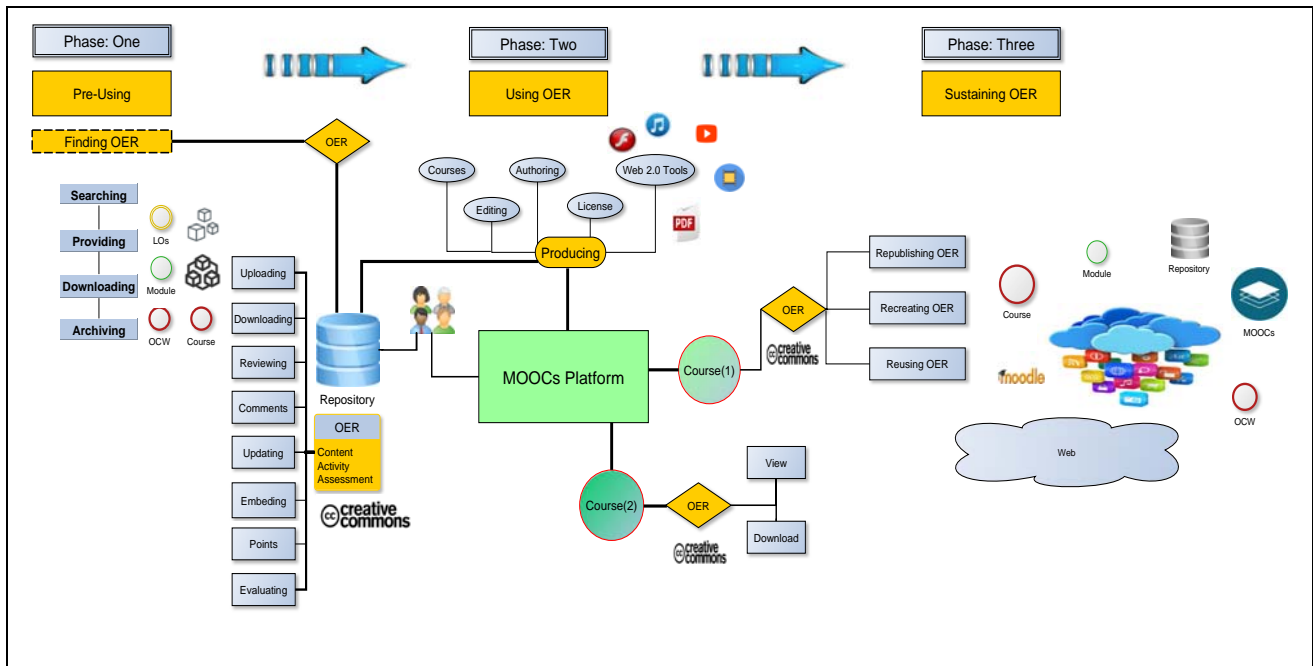 Phase: One
Phase: Two
Phase: Three
Pre-Using
Using OER
Sustaining OER
Finding OER
OER
Searching
Providing
Downloading
Archiving
LOs
Module
OCW
Course
Uploading
Downloading
Reviewing
Comments
Updating
Embeding
Points
Evaluating
Repository
OER
Content
Activity
Assessment
cc creative
commons
Courses
Authoring
Web 2.0 Tools
Editing
License
PDF
Producing
MOOCs Platform
Course(1)
OER
cc creative
commons
Republishing OER
Recreating OER
Reusing OER
Course(2)
OER
cc creative
commons
View
Download
Course
Module
Repository
MOOCs
moodle
OCW
Web